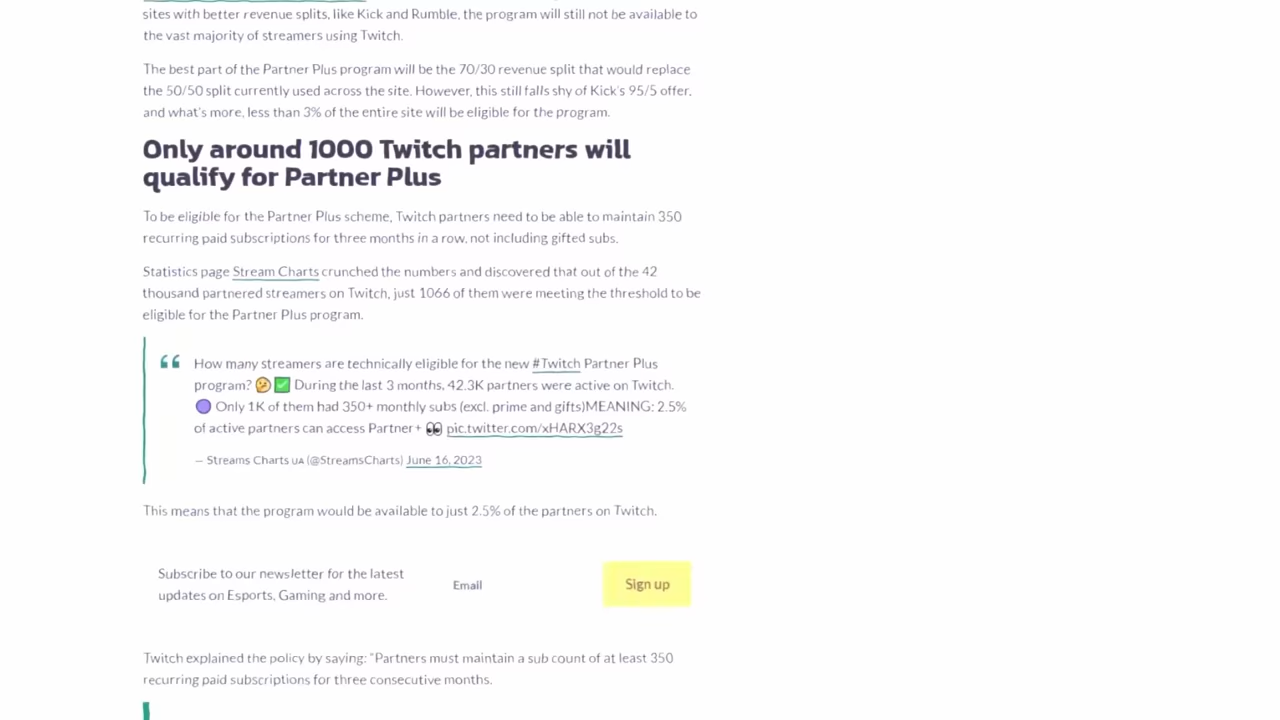 sites with better revenue splits, like Kick and Rumble, the program will still not be available to
the vast majority of streamers using Twitch.
The best part of the Partner Plus program will be the 70/30 revenue split that would replace
the 50/50 split currently used across the site. However, this still falls shy of Kick's 95/5 offer,
and what's more, less than 3% of the entire site will be eligible for the program.
Only around 1000 Twitch partners will
qualify for Partner Plus
To be eligible for the Partner Plus scheme, Twitch partners need to be able to maintain 350
recurring paid subscriptions for three months in a row, not including gifted subs.
Statistics page Stream Charts crunched the numbers and discovered that out of the 42
thousand partnered streamers on Twitch, just 1066 of them were meeting the threshold to be
eligible for the Partner Plus program.
How many streamers are technically eligible for the new #Twitch Partner Plus
program? 🤔✅ During the last 3 months, 42.3K partners were active on Twitch.
🟣 Only 1K of them had 350+ monthly subs (excl. prime and gifts)MEANING: 2.5%
of active partners can access Partner+ 👀 pic.twitter.com/xHARX3g22s
— Streams Charts UA (@StreamsCharts) June 16, 2023
This means that the program would be available to just 2.5% of the partners on Twitch.
Subscribe to our newsletter for the latest
updates on Esports, Gaming and more.
Email
Sign up
Twitch explained the policy by saying: "Partners must maintain a sub count of at least 350
recurring paid subscriptions for three consecutive months.